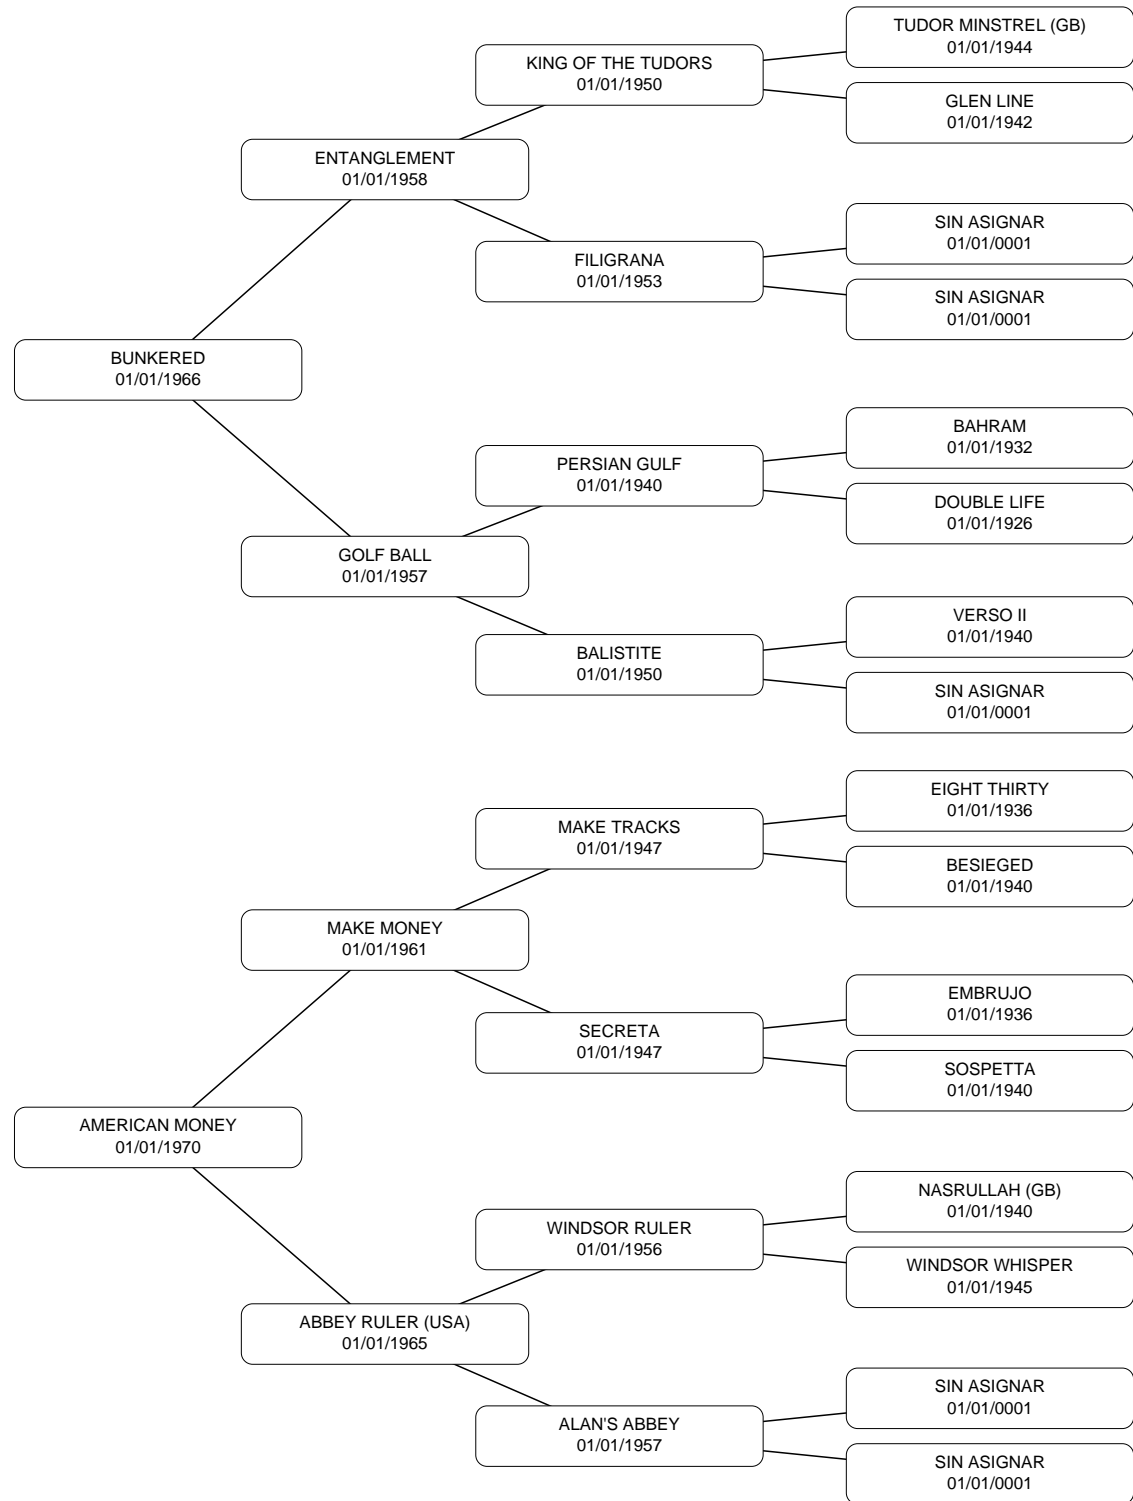 TUDOR MINSTREL (GB)
01/01/1944
KING OF THE TUDORS
01/01/1950
GLEN LINE
01/01/1942
ENTANGLEMENT
01/01/1958
SIN ASIGNAR
01/01/0001
FILIGRANA
01/01/1953
SIN ASIGNAR
01/01/0001
BUNKERED
01/01/1966
BAHRAM
01/01/1932
PERSIAN GULF
01/01/1940
DOUBLE LIFE
01/01/1926
GOLF BALL
01/01/1957
VERSO II
01/01/1940
BALISTITE
01/01/1950
SIN ASIGNAR
01/01/0001
EIGHT THIRTY
01/01/1936
MAKE TRACKS
01/01/1947
BESIEGED
01/01/1940
MAKE MONEY
01/01/1961
EMBRUJO
01/01/1936
SECRETA
01/01/1947
SOSPETTA
01/01/1940
AMERICAN MONEY
01/01/1970
NASRULLAH (GB)
01/01/1940
WINDSOR RULER
01/01/1956
WINDSOR WHISPER
01/01/1945
ABBEY RULER (USA)
01/01/1965
SIN ASIGNAR
01/01/0001
ALAN'S ABBEY
01/01/1957
SIN ASIGNAR
01/01/0001